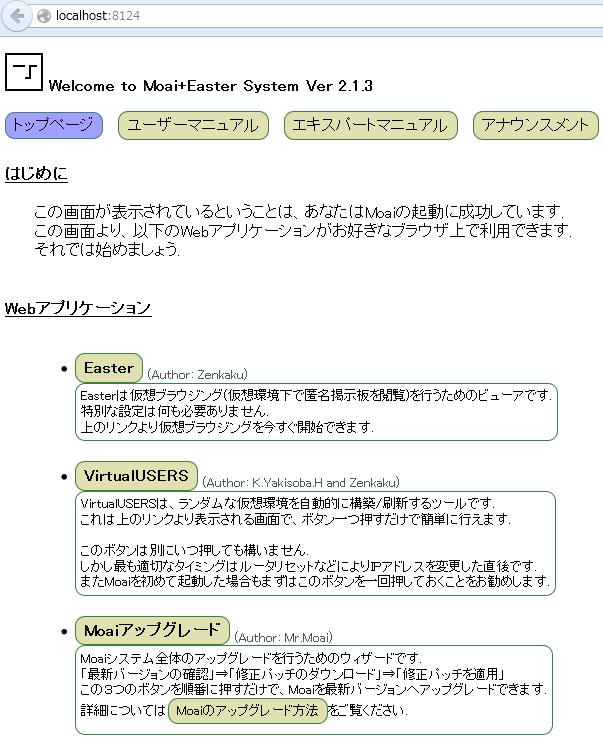 localhost:8124
Welcome to Moai+Easter System Ver 2.1.3
トップページ ユーザーマニュアル エキスパートマニュアル アナウンスメント
はじめに
この画面が表示されているということは、あなたはMoaiの起動に成功しています.
この画面より、以下のWebアプリケーションがお好きなブラウザ上で利用できます.
それでは始めましょう.
Webアプリケーション
Easter (Author: Zenkaku)
Easterは仮想ブラウジング(仮想環境下で匿名掲示板を閲覧)を行うためのビューアです.
特別な設定は何も必要ありません.
上のリンクより仮想ブラウジングを今すぐ開始できます.
VirtualUSERS (Author: K.Yakisoba.H and Zenkaku)
VirtualUSERSは、ランダムな仮想環境を自動的に構築/刷新するツールです.
これは上のリンクより表示される画面で、ボタン一つ押すだけで簡単に行えます.
このボタンは別にいつ押しても構いません.
しかし最も適切なタイミングはルータリセットなどによりIPアドレスを変更した直後です.
またMoaiを初めて起動した場合もまずはこのボタンを一回押しておくことをお勧めします.
Moaiアップグレード (Author: Mr.Moai)
Moaiシステム全体のアップグレードを行うためのウィザードです.
「最新バージョンの確認」⇒「修正パッチのダウンロード」⇒「修正パッチを適用」
この３つのボタンを順番に押すだけで、Moaiを最新バージョンへアップグレードできます.
詳細については Moaiのアップグレード方法 をご覧ください.